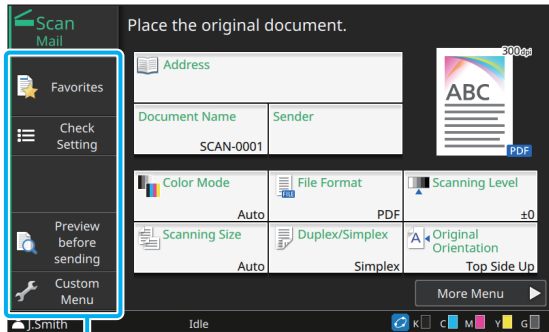 Scan
Mail
Place the original document.
300dpi
Favorites
Check
Setting
Preview
before
sending
Custom
Menu
Address
Document Name
SCAN-0001
Sender
ABC
PDF
Color Mode
Auto
File Format
FILE
PDF
Scanning Level
±0
Scanning Size
Auto
Duplex/Simplex
Simplex
A
Original
Orientation
Top Side Up
More Menu
J.Smith
Idle
K C M Y G